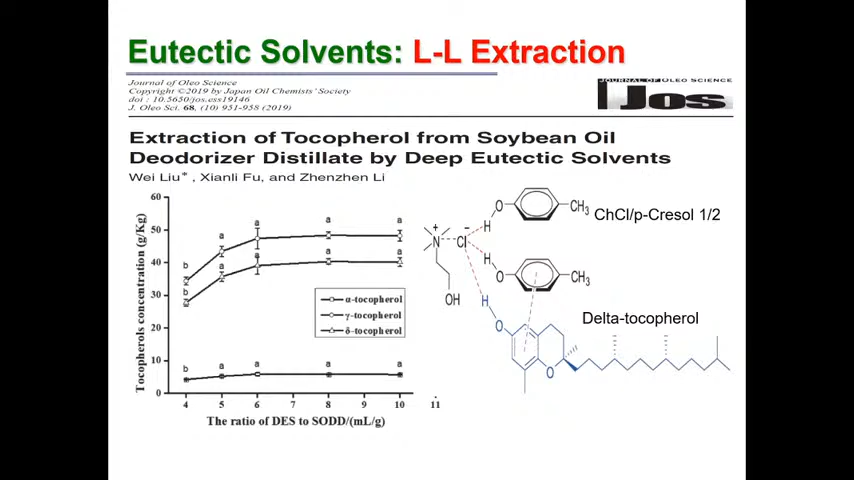 Eutectic Solvents: L-L Extraction
Journal of Oleo Science
Copyright ©2019 by Japan Oil Chemists' Society
doi : 10.5650/jos.ess19146
J. Oleo Sci. 68, (10) 951-958 (2019)
JOURNAL OF OLEO SCIENCE
JOS
Extraction of Tocopherol from Soybean Oil
Deodorizer Distillate by Deep Eutectic Solvents
Wei Liu*, Xianli Fu, and Zhenzhen Li
Tocopherols concentration (g/Kg)
60
50
40
30
20
10
0
b a a a a
b a a a a
b a a a a
α-tocopherol
γ-tocopherol
δ-tocopherol
4 5 6 7 8 9 10 11
The ratio of DES to SODD/(mL/g)
O CH3
H
ChCl/p-Cresol 1/2
+ −
N Cl
H
O CH3
OH
H
O
Delta-tocopherol
O